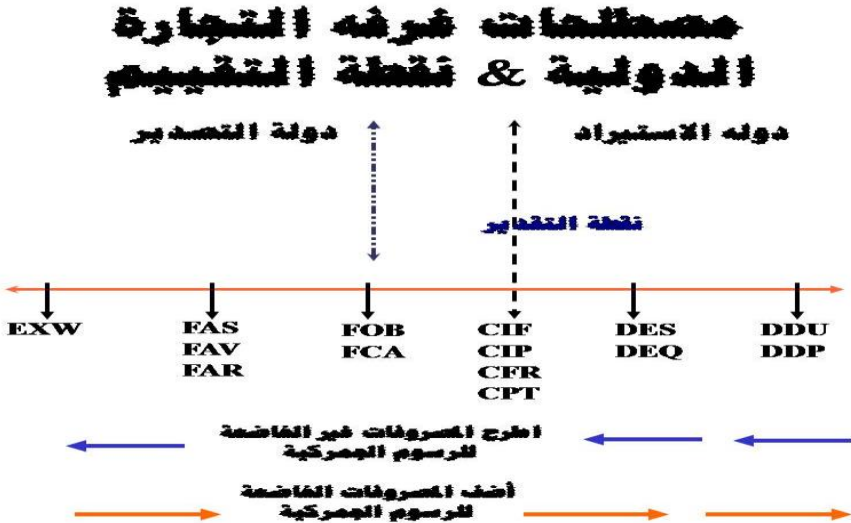 مصطلحات غرفه التجارة
الدولية & نقطة التقييم
دوله الاستيراد
دولة التصدير
نقطة التقدير
EXW
FAS
FAV
FAR
FOB
FCA
CIF
CIP
CFR
CPT
DES
DEQ
DDU
DDP
اطرح المصروفات غير الخاضعة
للرسوم الجمركية
أضف المصروفات الخاضعة
للرسوم الجمركية